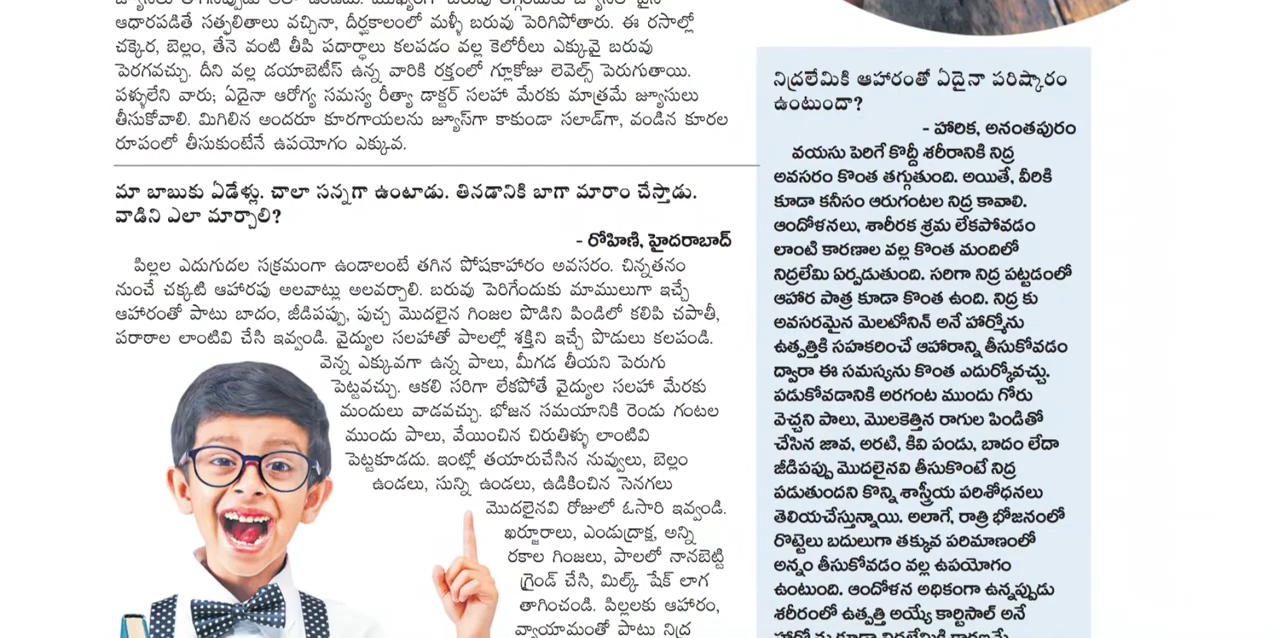 ఆధారపడితే సత్ఫలితాలు వచ్చినా, దీర్ఘకాలంలో మళ్ళీ బరువు పెరిగిపోతారు. ఈ రసాల్లో
చక్కెర, బెల్లం, తేనె వంటి తీపి పదార్థాలు కలపడం వల్ల కెలోరీలు ఎక్కువై బరువు
పెరగవచ్చు. దీని వల్ల డయాబెటీస్ ఉన్న వారికి రక్తంలో గ్లూకోజు లెవెల్స్ పెరుగుతాయి.
పళ్ళులేని వారు; ఏదైనా ఆరోగ్య సమస్య రీత్యా డాక్టర్ సలహా మేరకు మాత్రమే జ్యూసులు
తీసుకోవాలి. మిగిలిన అందరూ కూరగాయలను జ్యూస్‌గా కాకుండా సలాడ్‌గా, వండిన కూరల
రూపంలో తీసుకుంటేనే ఉపయోగం ఎక్కువ.
మా బాబుకు ఏడేళ్లు. చాలా సన్నగా ఉంటాడు. తినడానికి బాగా మారాం చేస్తాడు.
వాడిని ఎలా మార్చాలి?
- రోహిణి, హైదరాబాద్
పిల్లల ఎదుగుదల సక్రమంగా ఉండాలంటే తగిన పోషకాహారం అవసరం. చిన్నతనం
నుంచే చక్కటి ఆహారపు అలవాట్లు అలవర్చాలి. బరువు పెరిగేందుకు మాములుగా ఇచ్చే
ఆహారంతో పాటు బాదం, జీడిపప్పు, పుచ్చ మొదలైన గింజల పొడిని పిండిలో కలిపి చపాతీ,
పరాఠాల లాంటివి చేసి ఇవ్వండి. వైద్యుల సలహాతో పాలల్లో శక్తిని ఇచ్చే పొడులు కలపండి.
వెన్న ఎక్కువగా ఉన్న పాలు, మీగడ తీయని పెరుగు
పెట్టవచ్చు. ఆకలి సరిగా లేకపోతే వైద్యుల సలహా మేరకు
మందులు వాడవచ్చు. భోజన సమయానికి రెండు గంటల
ముందు పాలు, వేయించిన చిరుతిళ్ళు లాంటివి
పెట్టకూడదు. ఇంట్లో తయారుచేసిన నువ్వులు, బెల్లం
ఉండలు, సున్ని ఉండలు, ఉడికించిన సెనగలు
మొదలైనవి రోజులో ఓసారి ఇవ్వండి.
ఖర్జూరాలు, ఎండుద్రాక్ష, అన్ని
రకాల గింజలు, పాలలో నానబెట్టి
గ్రైండ్ చేసి, మిల్క్ షేక్ లాగ
తాగించండి. పిల్లలకు ఆహారం,
వ్యాయామంతో పాటు నిద్ర
నిద్రలేమికి ఆహారంతో ఏదైనా పరిష్కారం
ఉంటుందా?
- హారిక, అనంతపురం
వయసు పెరిగే కొద్దీ శరీరానికి నిద్ర
అవసరం కొంత తగ్గుతుంది. అయితే, వీరికి
కూడా కనీసం ఆరుగంటల నిద్ర కావాలి.
ఆందోళనలు, శారీరక శ్రమ లేకపోవడం
లాంటి కారణాల వల్ల కొంత మందిలో
నిద్రలేమి ఏర్పడుతుంది. సరిగా నిద్ర పట్టడంలో
ఆహార పాత్ర కూడా కొంత ఉంది. నిద్ర కు
అవసరమైన మెలటోనిన్ అనే హార్మోను
ఉత్పత్తికి సహకరించే ఆహారాన్ని తీసుకోవడం
ద్వారా ఈ సమస్యను కొంత ఎదుర్కోవచ్చు.
పడుకోవడానికి అరగంట ముందు గోరు
వెచ్చని పాలు, మొలకెత్తిన రాగుల పిండితో
చేసిన జావ, అరటి, కివి పండు, బాదం లేదా
జీడిపప్పు మొదలైనవి తీసుకొంటే నిద్ర
పడుతుందని కొన్ని శాస్త్రీయ పరిశోధనలు
తెలియచేస్తున్నాయి. అలాగే, రాత్రి భోజనంలో
రొట్టెలు బదులుగా తక్కువ పరిమాణంలో
అన్నం తీసుకోవడం వల్ల ఉపయోగం
ఉంటుంది. ఆందోళన అధికంగా ఉన్నప్పుడు
శరీరంలో ఉత్పత్తి అయ్యే కార్టిసాల్ అనే